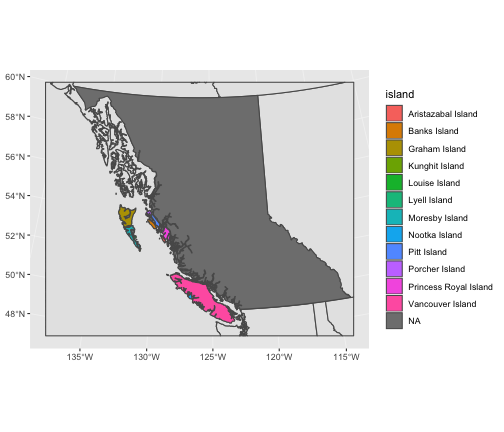 60°N
58°N
56°N
54°N
52°N
50°N
48°N
135°W
130°W
125°W
120°W
115°W
island
Aristazabal Island
Banks Island
Graham Island
Kunghit Island
Louise Island
Lyell Island
Moresby Island
Nootka Island
Pitt Island
Porcher Island
Princess Royal Island
Vancouver Island
NA